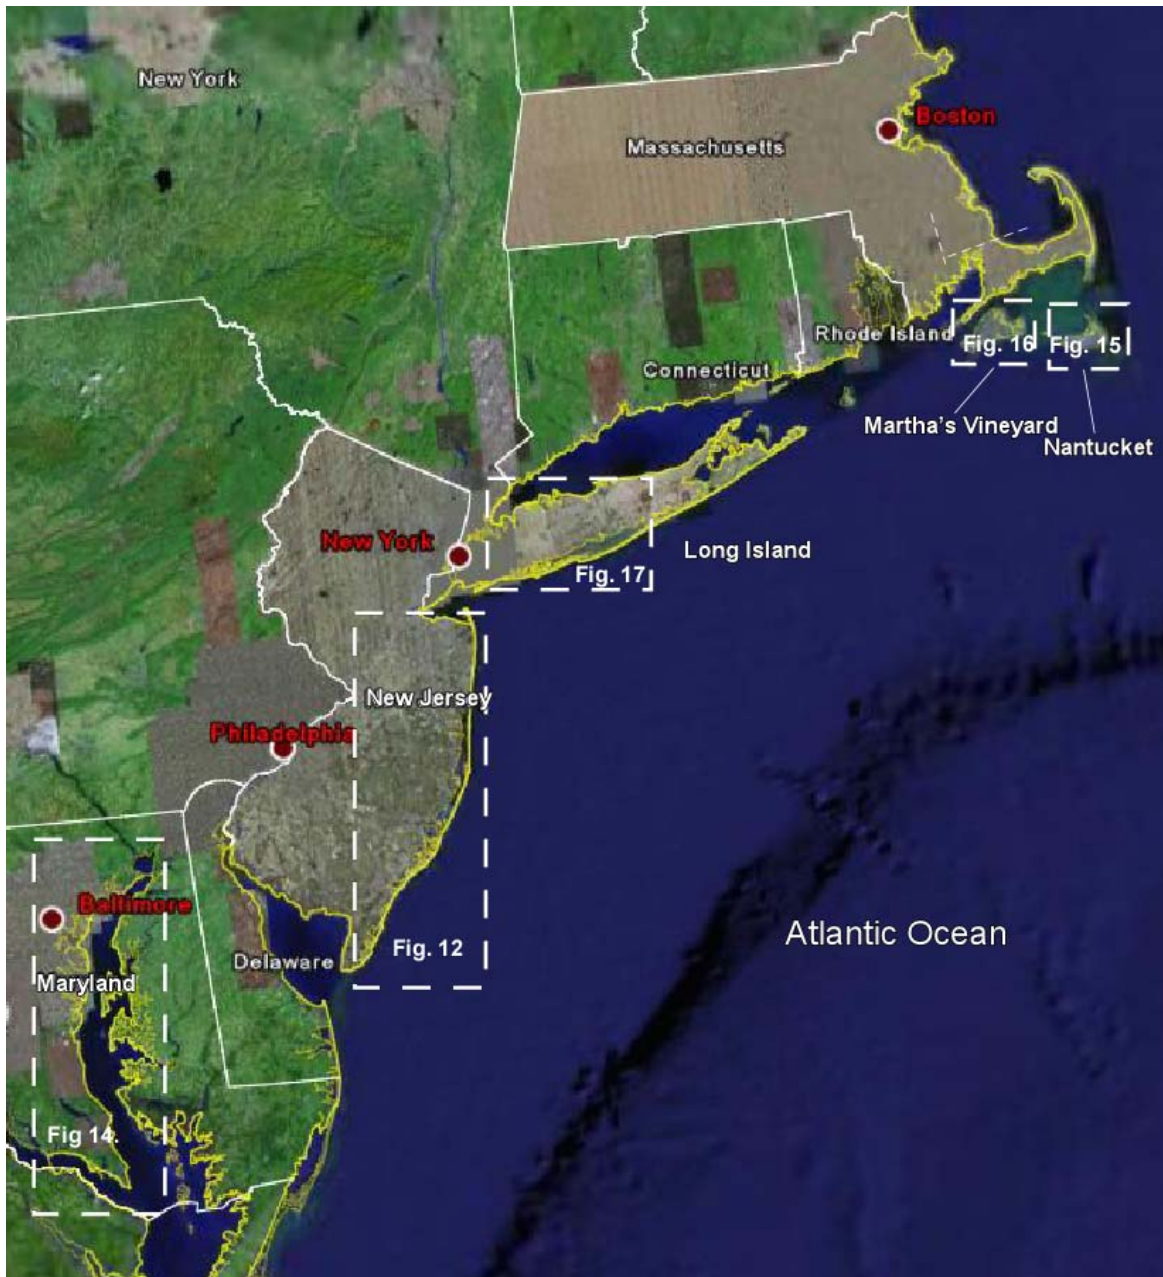 New York
Boston
Massachusetts
Rhode Island
Fig. 16
Fig. 15
Connecticut
Martha's Vineyard
Nantucket
New York
Long Island
Fig. 17
New Jersey
Philadelphia
Baltimore
Atlantic Ocean
Fig. 12
Delaware
Maryland
Fig 14.